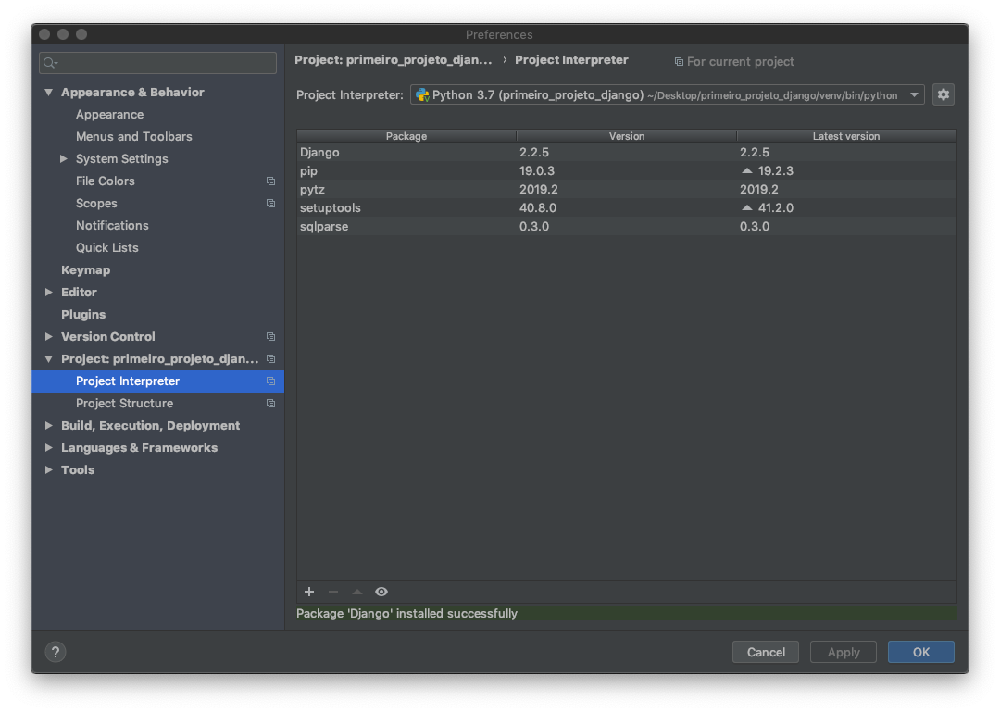 Preferences
Appearance & Behavior
Appearance
Menus and Toolbars
System Settings
File Colors
Scopes
Notifications
Quick Lists
Keymap
Editor
Plugins
Version Control
Project: primeiro_projeto_djan...
Project Interpreter
Project Structure
Build, Execution, Deployment
Languages & Frameworks
Tools
Project: primeiro_projeto_djan... › Project Interpreter For current project
Project Interpreter: Python 3.7 (primeiro_projeto_django) ~/Desktop/primeiro_projeto_django/venv/bin/python
Package Version Latest version
Django 2.2.5 2.2.5
pip 19.0.3 19.2.3
pytz 2019.2 2019.2
setuptools 40.8.0 41.2.0
sqlparse 0.3.0 0.3.0
Package 'Django' installed successfully
? Cancel Apply OK